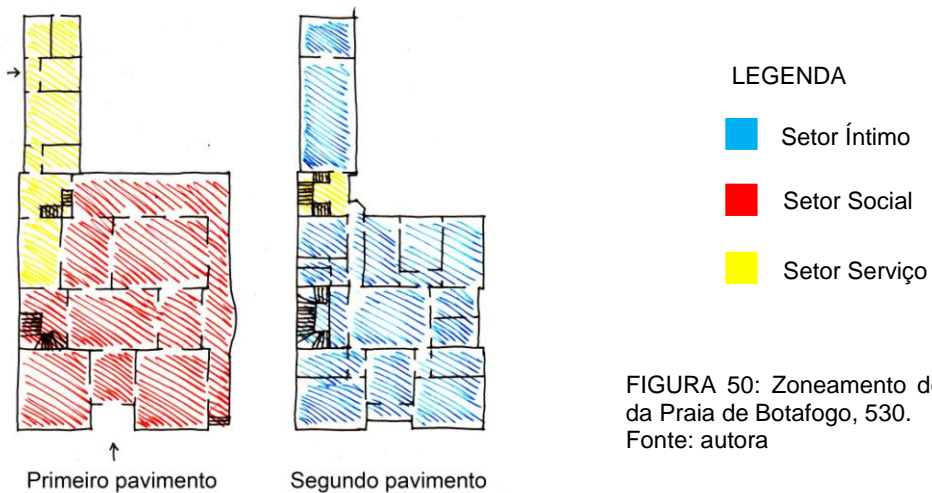 LEGENDA
Setor Íntimo
Setor Social
Setor Serviço
FIGURA 50: Zoneamento
da Praia de Botafogo, 530.
Fonte: autora
Primeiro pavimento
Segundo pavimento